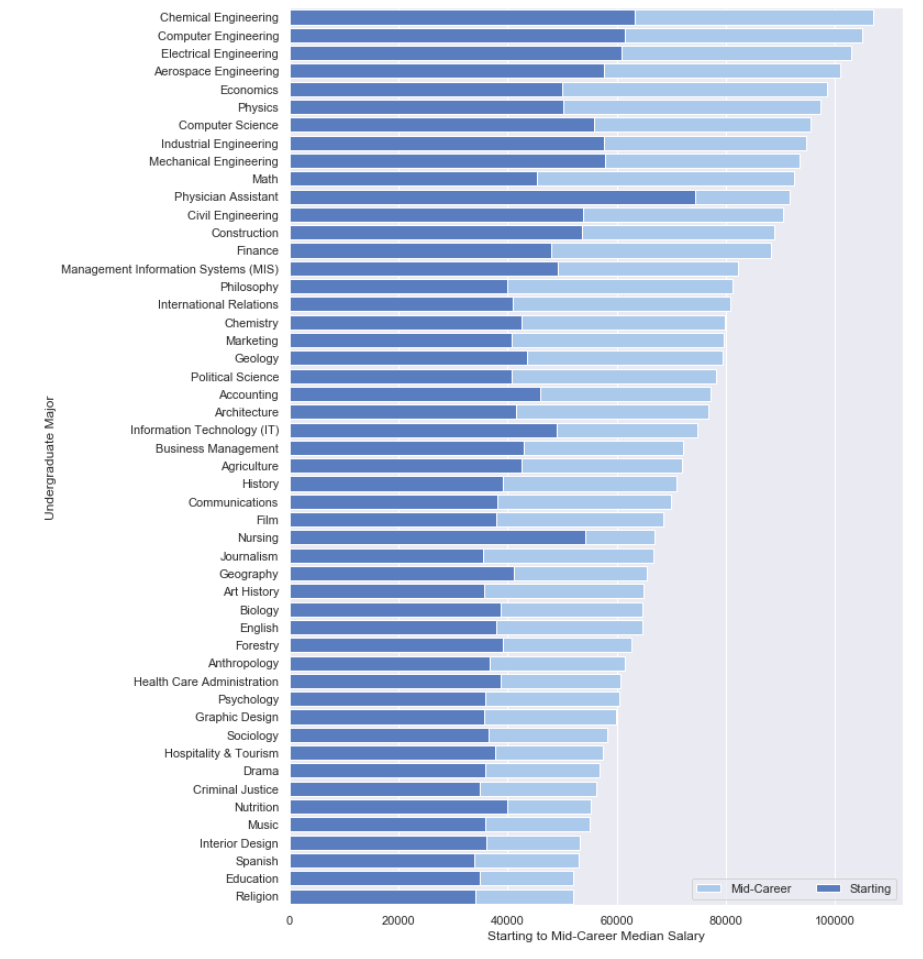 Chemical Engineering
Computer Engineering
Electrical Engineering
Aerospace Engineering
Economics
Physics
Computer Science
Industrial Engineering
Mechanical Engineering
Math
Physician Assistant
Civil Engineering
Construction
Finance
Management Information Systems (MIS)
Philosophy
International Relations
Chemistry
Marketing
Geology
Political Science
Accounting
Architecture
Information Technology (IT)
Business Management
Agriculture
History
Communications
Film
Nursing
Journalism
Geography
Art History
Biology
English
Forestry
Anthropology
Health Care Administration
Psychology
Graphic Design
Sociology
Hospitality & Tourism
Drama
Criminal Justice
Nutrition
Music
Interior Design
Spanish
Education
Religion
Undergraduate Major
Mid-Career Starting
0 20000 40000 60000 80000 100000
Starting to Mid-Career Median Salary